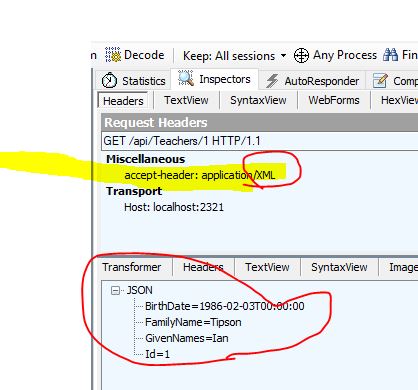 Decode Keep: All sessions Any Process Fin
Statistics Inspectors AutoResponder Comp
Headers TextView SyntaxView WebForms HexView
Request Headers
GET /api/Teachers/1 HTTP/1.1
Miscellaneous
accept-header: application/XML
Transport
Host: localhost:2321
Transformer Headers TextView SyntaxView Image
JSON
BirthDate=1986-02-03T00:00:00
FamilyName=Tipson
GivenNames=Ian
Id=1